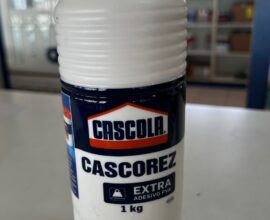 CASCOLA
CASCOREZ
EXTRA
ADESIVO PVA
1 kg